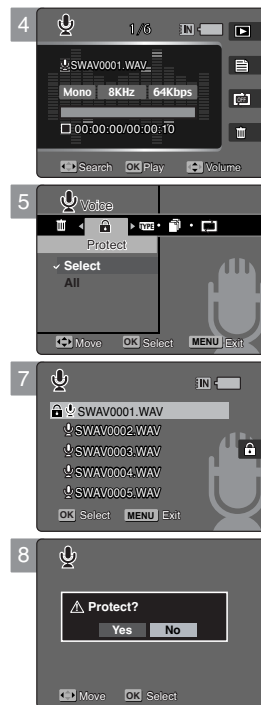 4
1/6 IN
SWAV0001.WAV
Mono 8KHz 64Kbps
00:00:00/00:00:10
Search OK Play Volume
5
Voice
TYPE
Protect
Select
All
Move OK Select MENU Exit
7
IN
SWAV0001.WAV
SWAV0002.WAV
SWAV0003.WAV
SWAV0004.WAV
SWAV0005.WAV
OK Select MENU Exit
8
Protect?
Yes No
Move OK Select